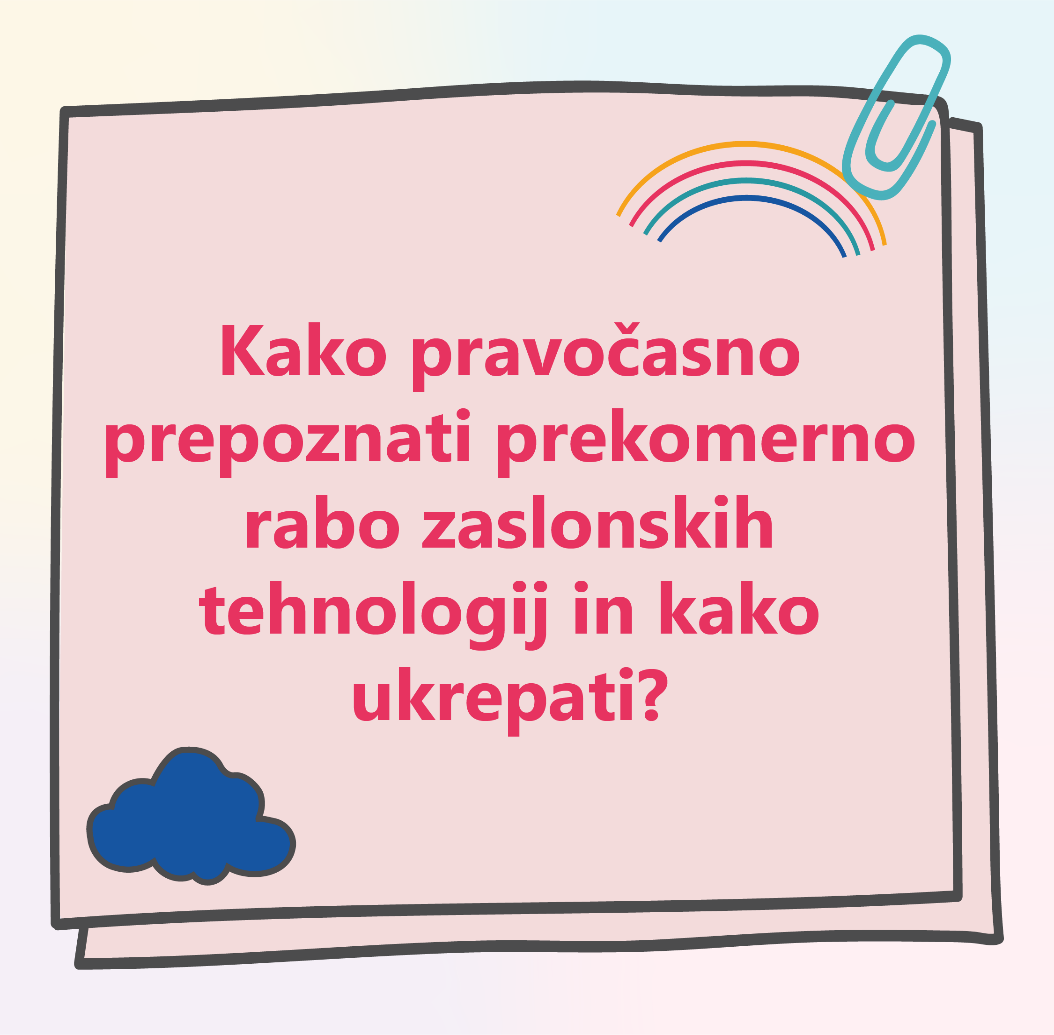 Kako pravočasno
prepoznati prekomerno
rabo zaslonskih
tehnologij in kako
ukrepati?